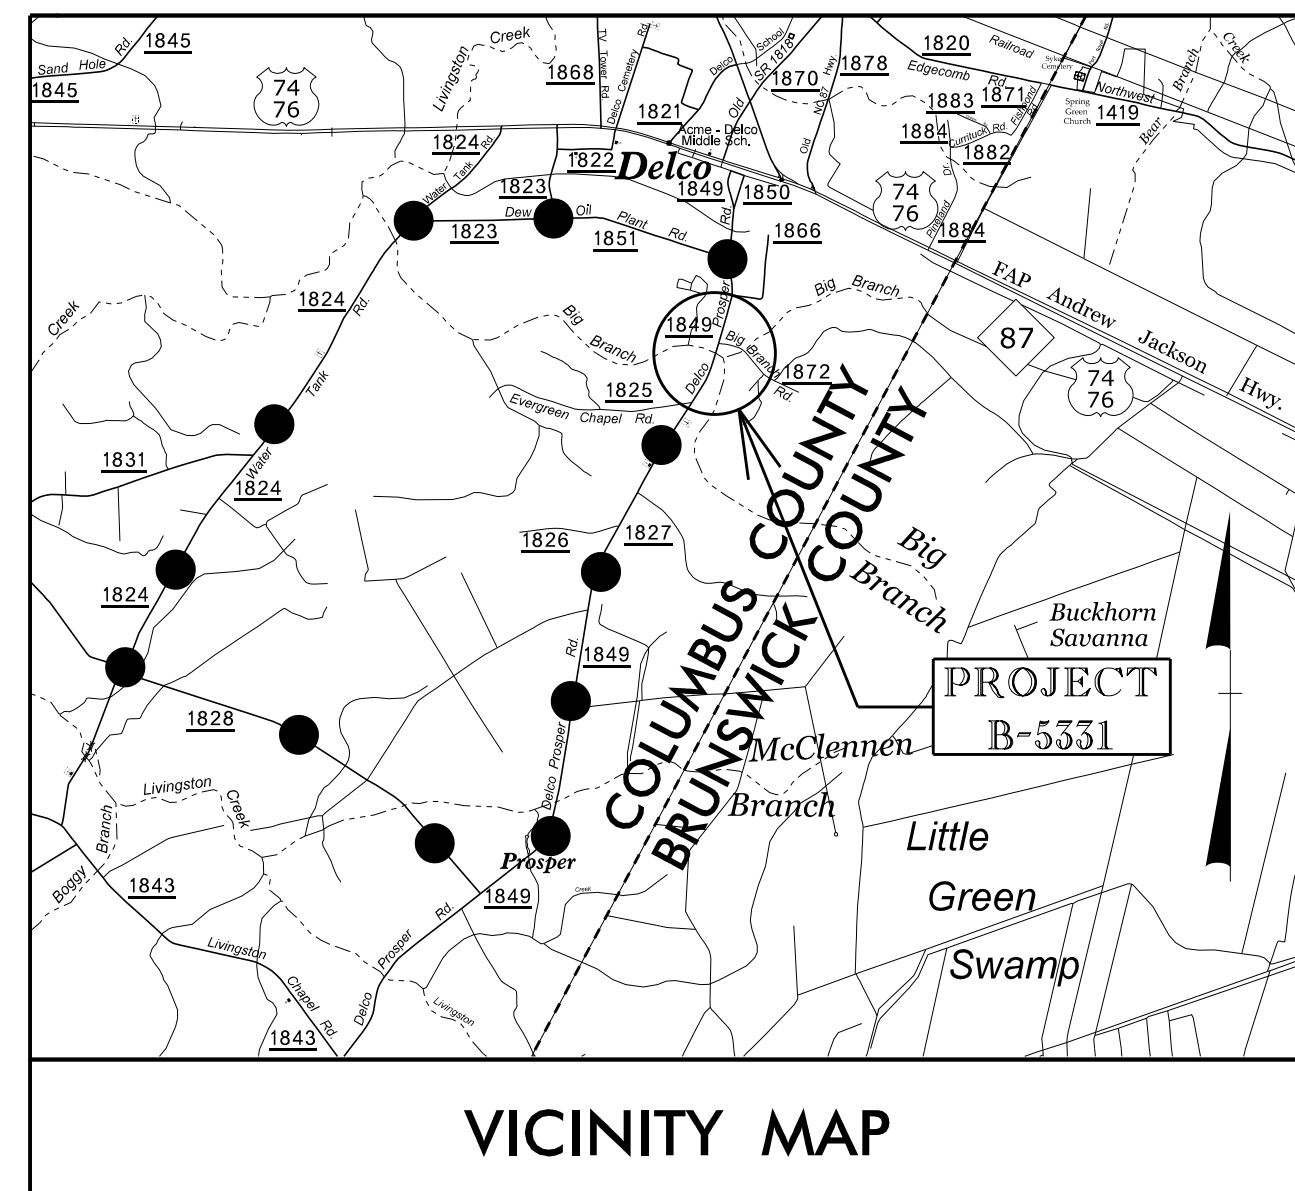 1845
Sand Hole Rd.
1845
74
76
Livingston Creek
1868
TV Tower Rd.
Delco Cemetery Rd.
1821
Delco School
SR 1818
1870
Old
Old NC 87 Hwy.
1878
1820
Railroad
Edgecomb Rd.
1883
1871
Fishpond Rd.
1884
Currituck Rd.
1882
Cemetery
Spring
Green
Church
Northwest
1419
Bear Branch
Creek
Acme - Delco
Middle Sch.
1824
Water Tank Rd.
1822
Delco
1823
1849
1850
Rd.
74
76
Pineland Dr.
1884
1823
Dew Oil Plant Rd.
1851
1866
FAP Andrew Jackson Hwy.
87
74
76
1824
Rd.
Creek
Big Branch
Big Branch
1849
Delco Prosper
Big Branch Rd.
1872
1825
Evergreen Chapel Rd.
Tank
Water
1831
1824
COLUMBUS COUNTY
BRUNSWICK COUNTY
Big
Branch
1826
1827
1824
Buckhorn
Savanna
Rd.
1849
PROJECT
B-5331
1828
Delco Prosper
McClennen
Branch
Livingston Creek
Boggy Branch
Little
Green
Swamp
Prosper
Creek
1843
1849
Livingston Chapel Rd.
Delco Prosper Rd.
Livingston
1843
VICINITY MAP